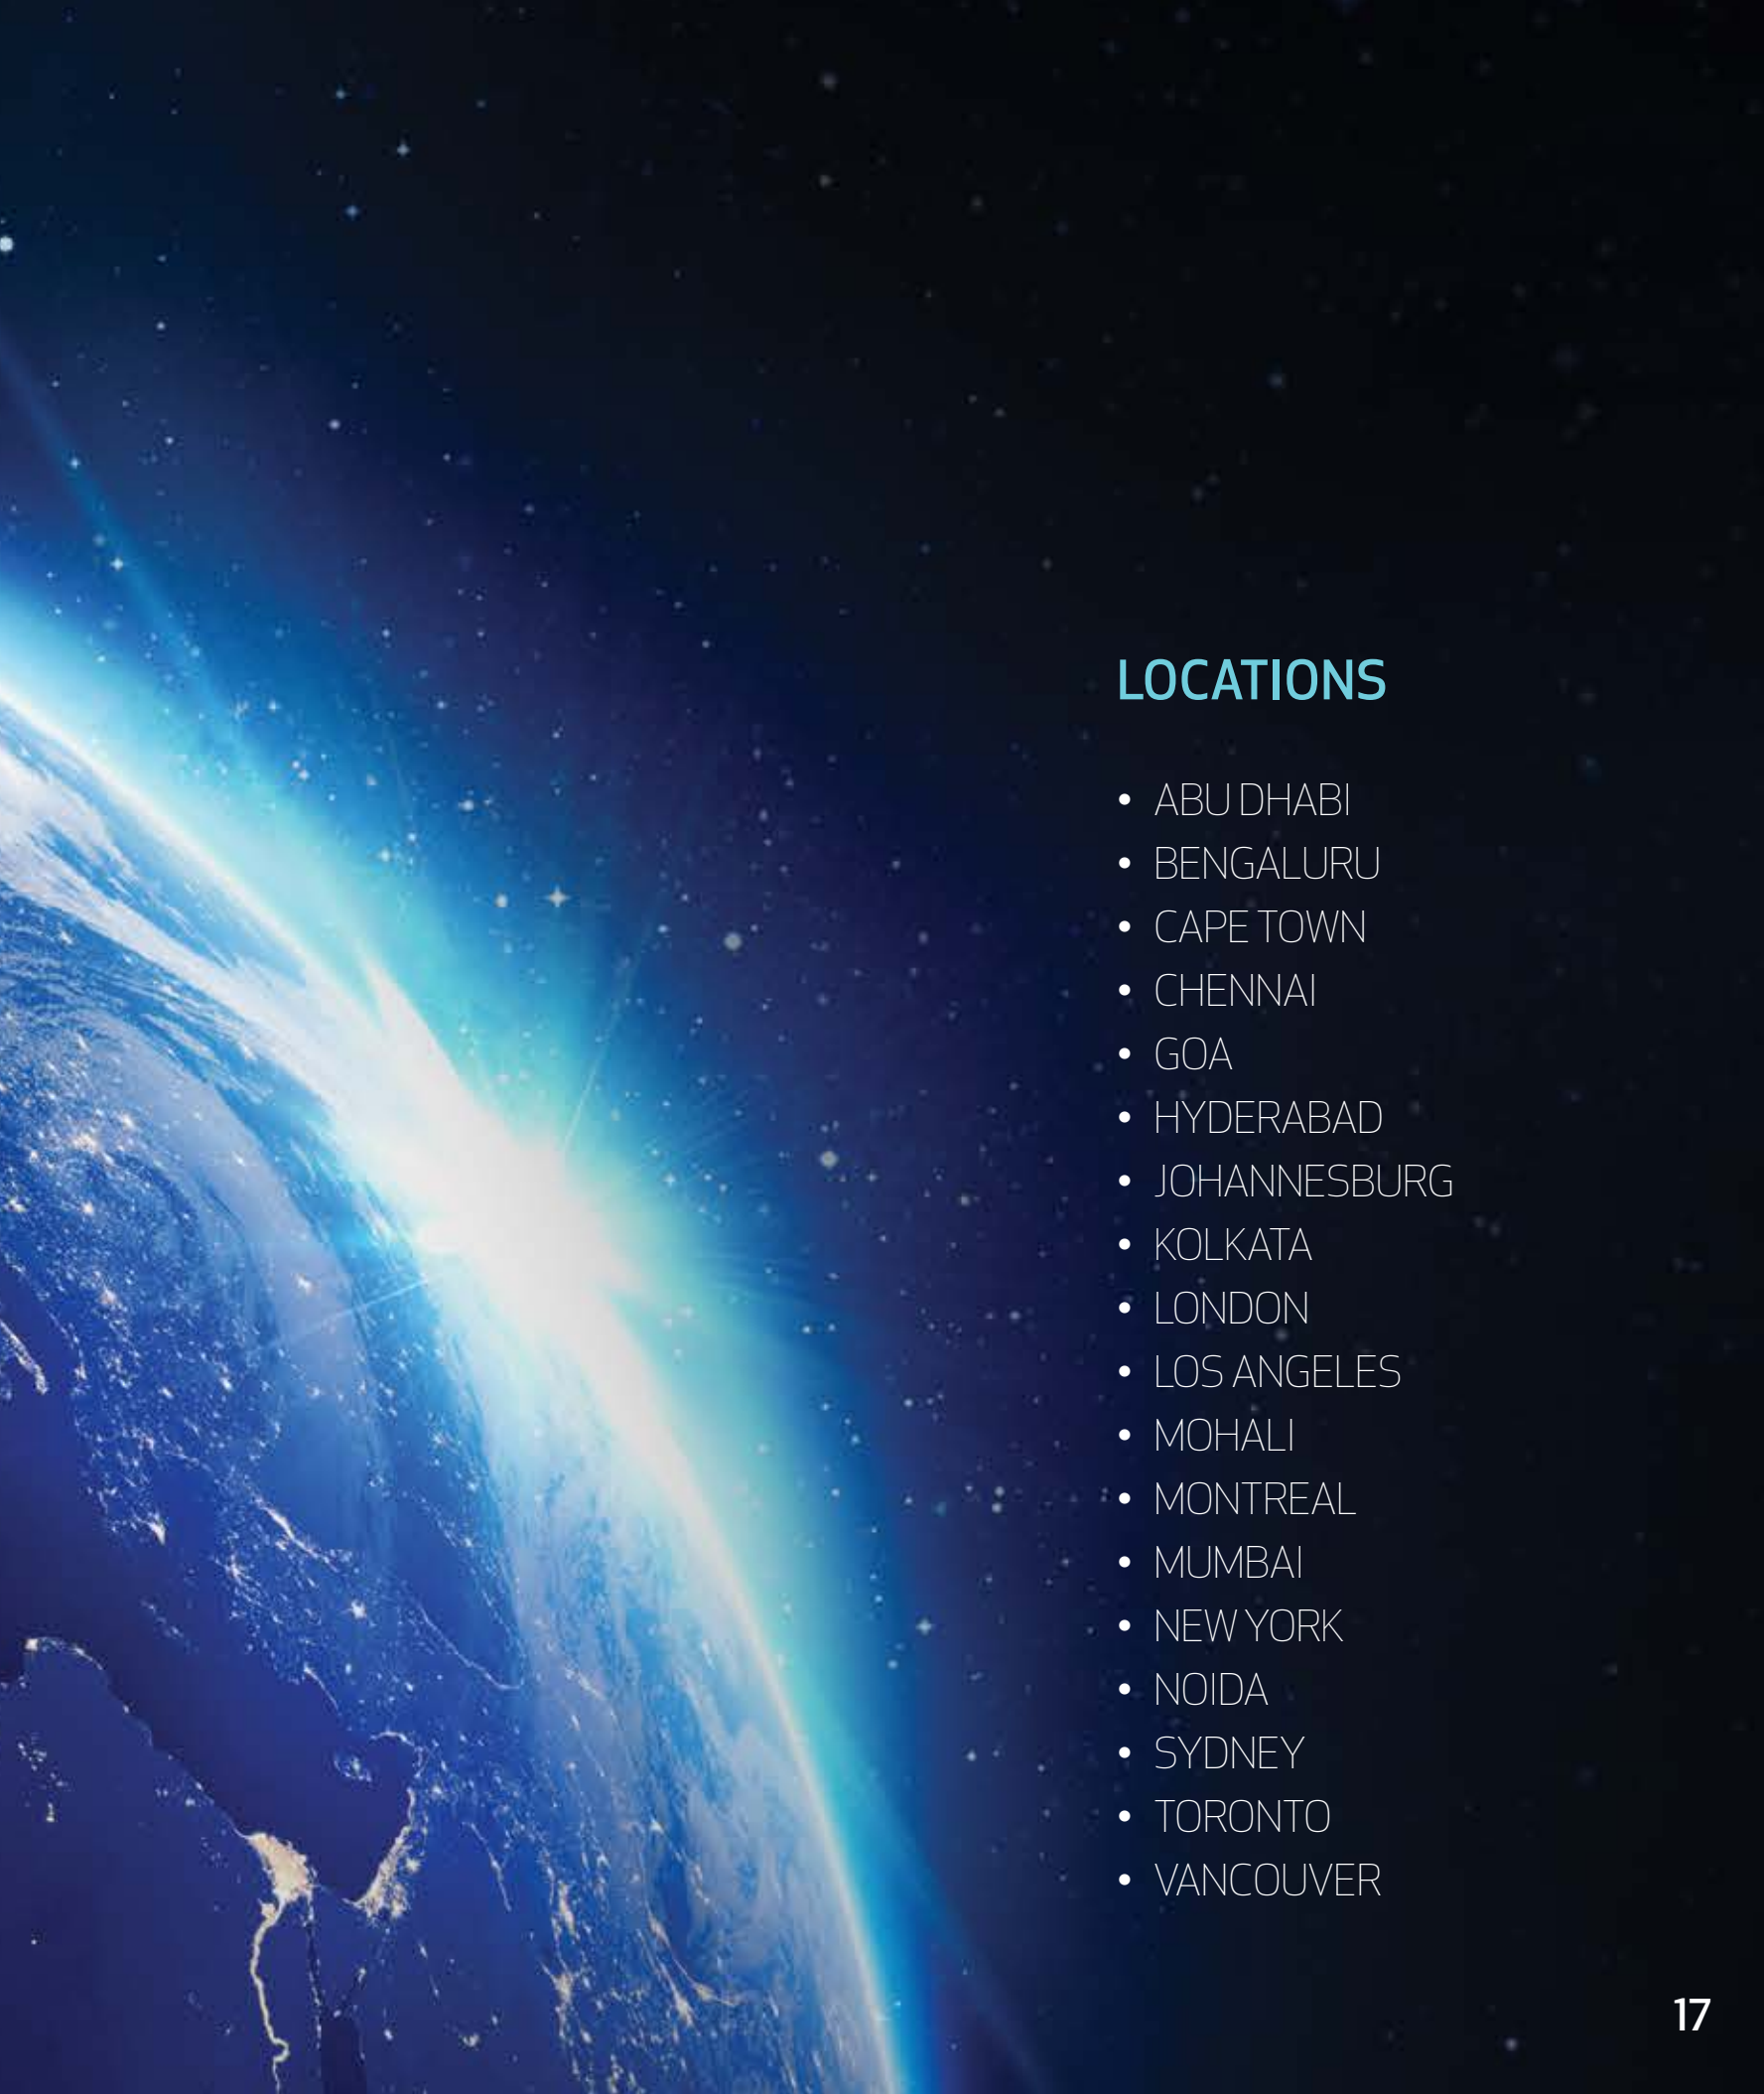 LOCATIONS
• ABU DHABI
• BENGALURU
• CAPE TOWN
• CHENNAI
• GOA
• HYDERABAD
• JOHANNESBURG
• KOLKATA
• LONDON
• LOS ANGELES
• MOHALI
• MONTREAL
• MUMBAI
• NEW YORK
• NOIDA
• SYDNEY
• TORONTO
• VANCOUVER
17